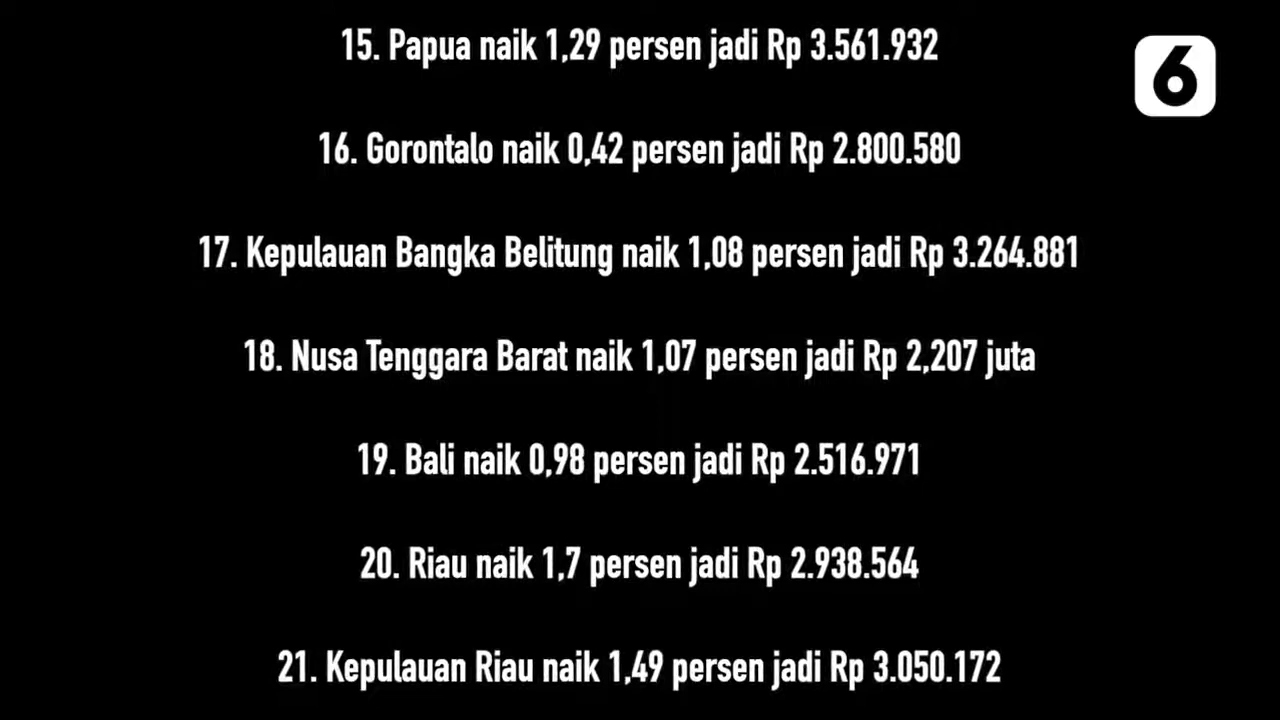 15. Papua naik 1,29 persen jadi Rp 3.561.932
6
16. Gorontalo naik 0,42 persen jadi Rp 2.800.580
17. Kepulauan Bangka Belitung naik 1,08 persen jadi Rp 3.264.881
18. Nusa Tenggara Barat naik 1,07 persen jadi Rp 2,207 juta
19. Bali naik 0,98 persen jadi Rp 2.516.971
20. Riau naik 1,7 persen jadi Rp 2.938.564
21. Kepulauan Riau naik 1,49 persen jadi Rp 3.050.172